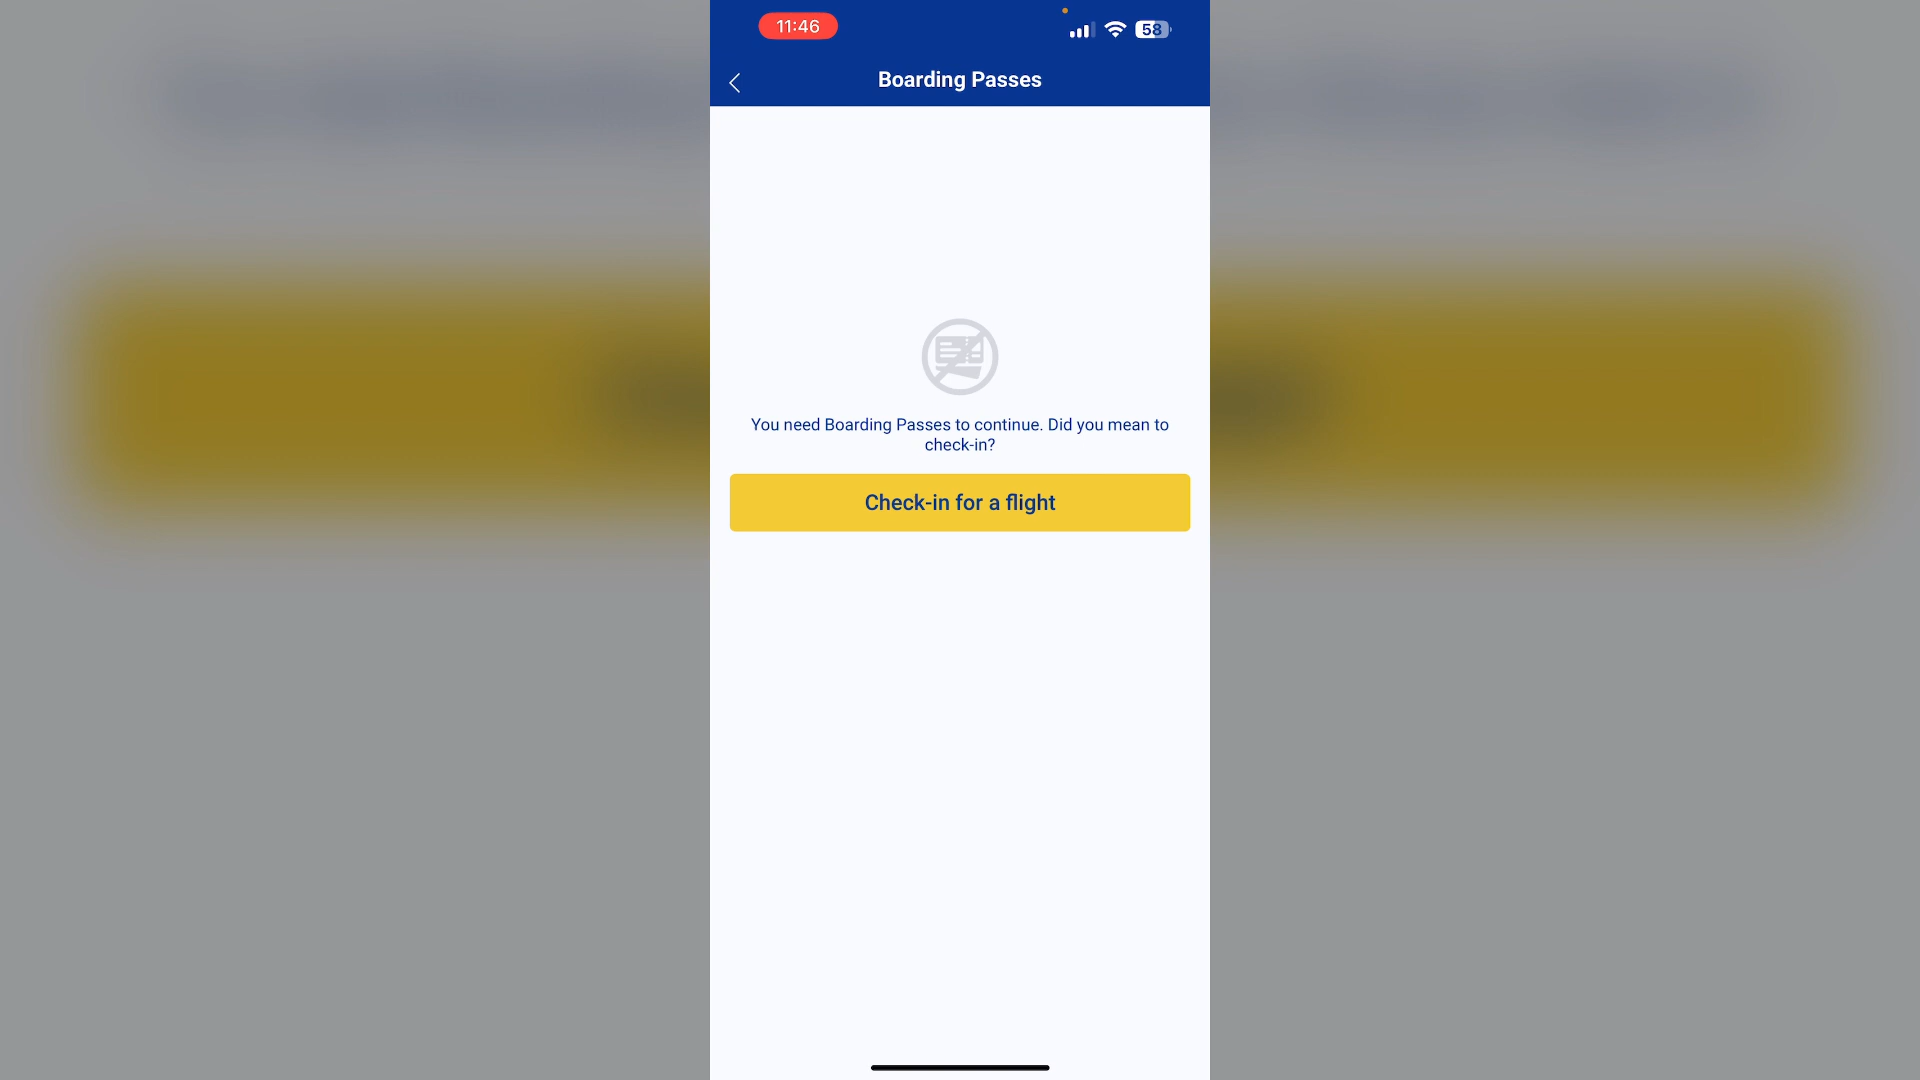 11:46
58
Boarding Passes
You need Boarding Passes to continue. Did you mean to
check-in?
Check-in for a flight